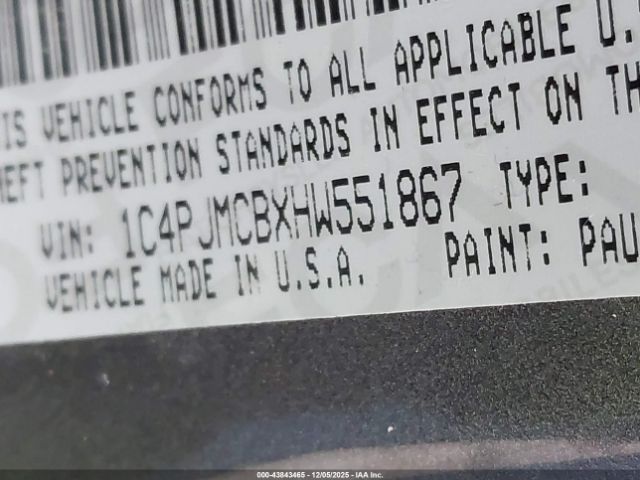 IS VEHICLE CONFORMS TO ALL APPLICABLE U.
HEFT PREVENTION STANDARDS IN EFFECT ON TH
VIN: 1C4PJMCBXHW551867 TYPE:
VEHICLE MADE IN U.S.A. PAINT: PAU
000-43843465 - 12/05/2025 - IAA Inc.